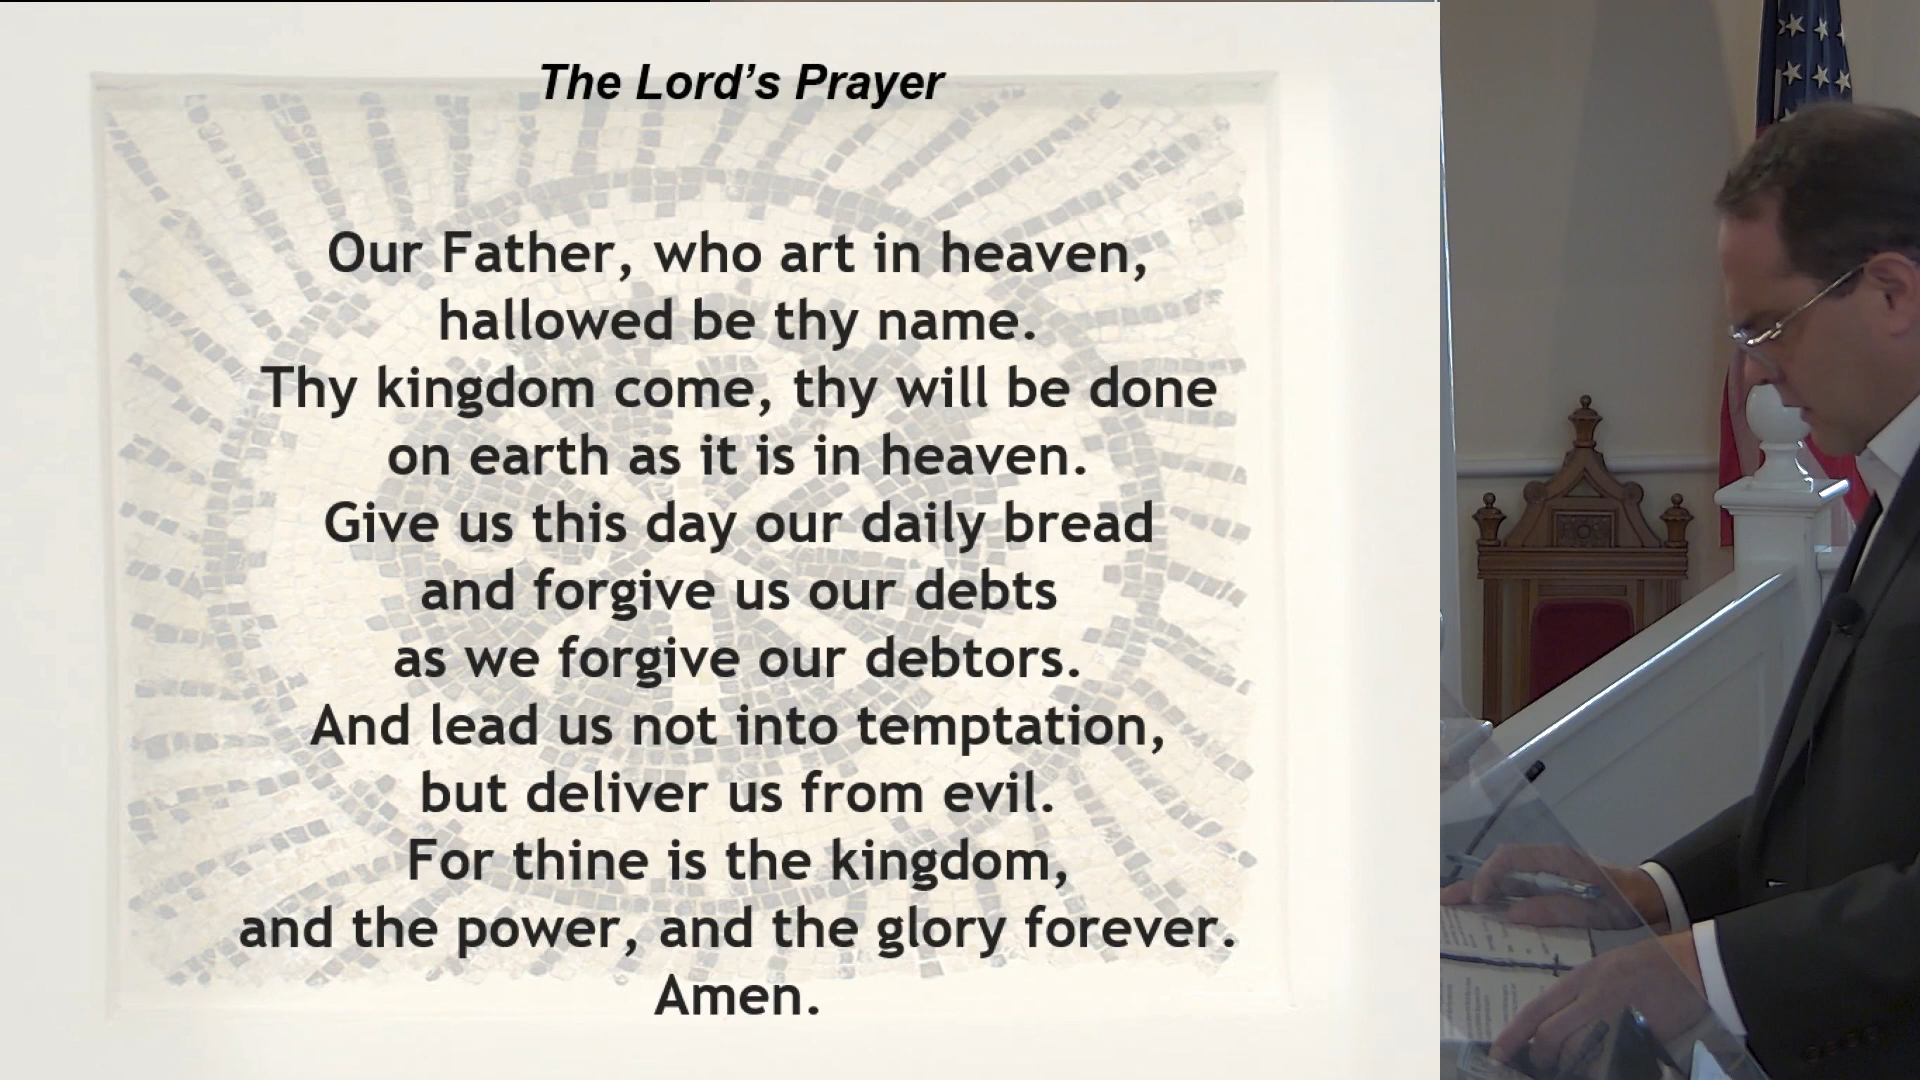 The Lord’s Prayer
Our Father, who art in heaven,
hallowed be thy name.
Thy kingdom come, thy will be done
on earth as it is in heaven.
Give us this day our daily bread
and forgive us our debts
as we forgive our debtors.
And lead us not into temptation,
but deliver us from evil.
For thine is the kingdom,
and the power, and the glory forever.
Amen.